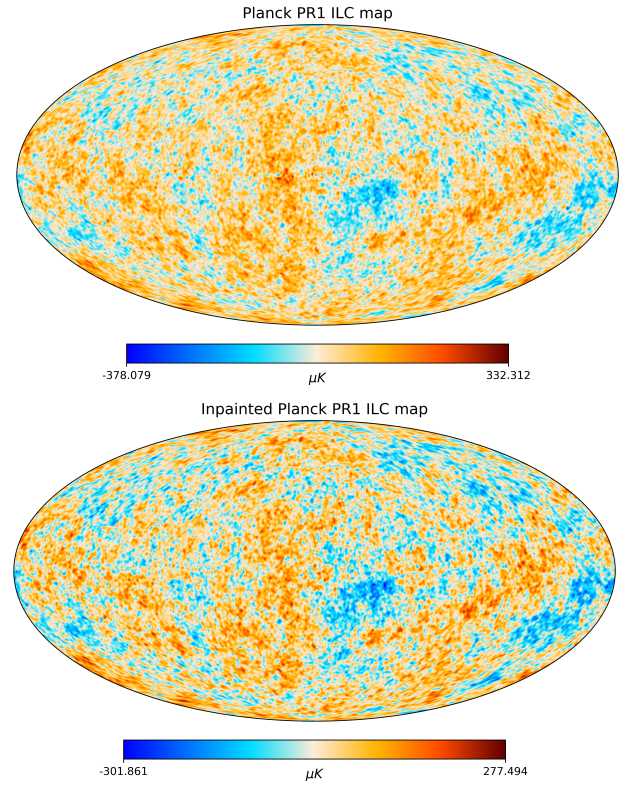 Planck PR1 ILC map
-378.079 μK 332.312
Inpainted Planck PR1 ILC map
-301.861 μK 277.494